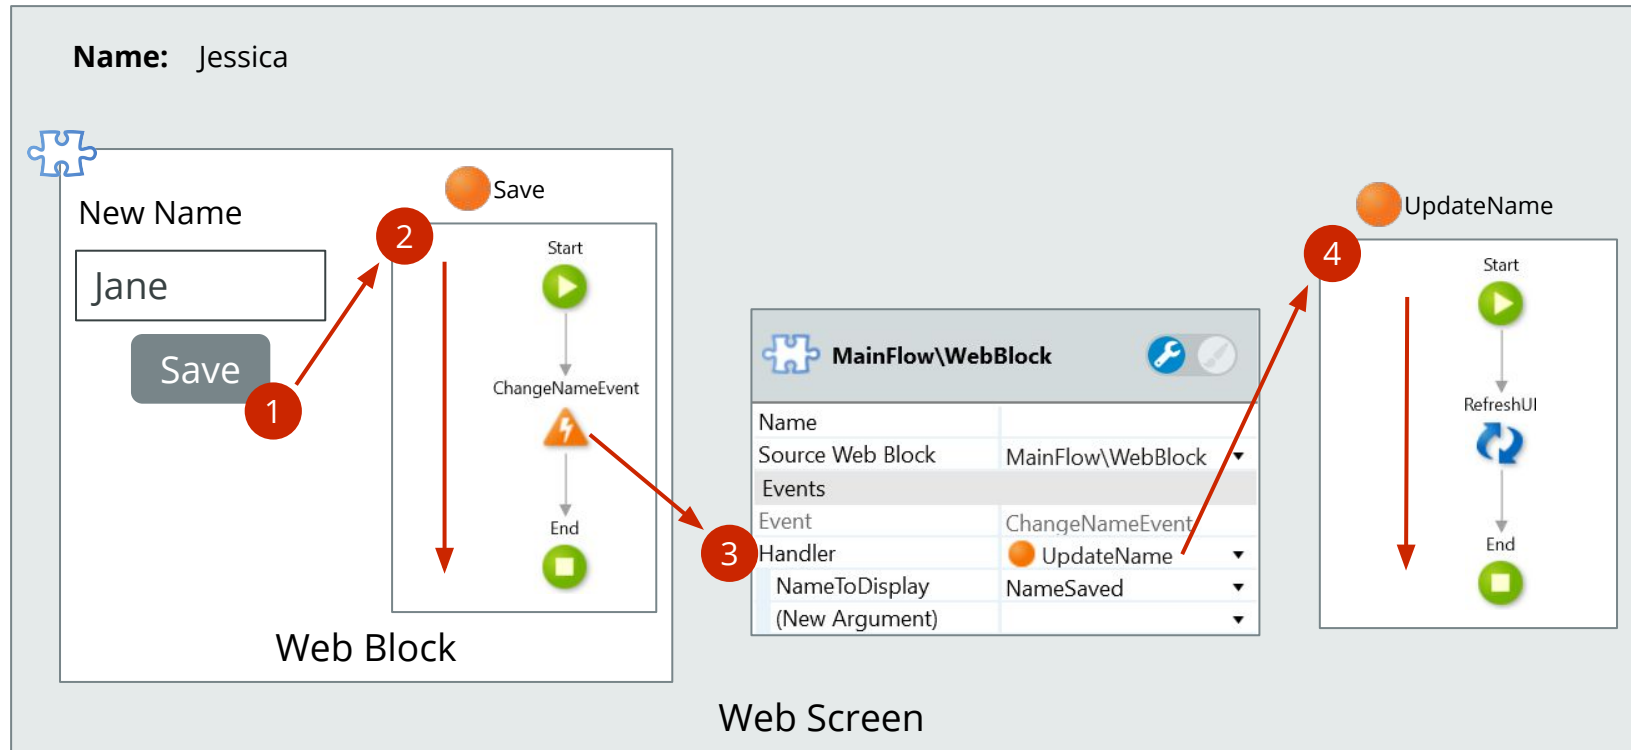 Name: Jessica
New Name
Jane
Save
1
2
Save
Start
ChangeNameEvent
End
Web Block
3
MainFlow\WebBlock
Name
Source Web Block MainFlow\WebBlock
Events
Event ChangeNameEvent
Handler UpdateName
NameToDisplay NameSaved
(New Argument)
4
UpdateName
Start
RefreshUI
End
Web Screen